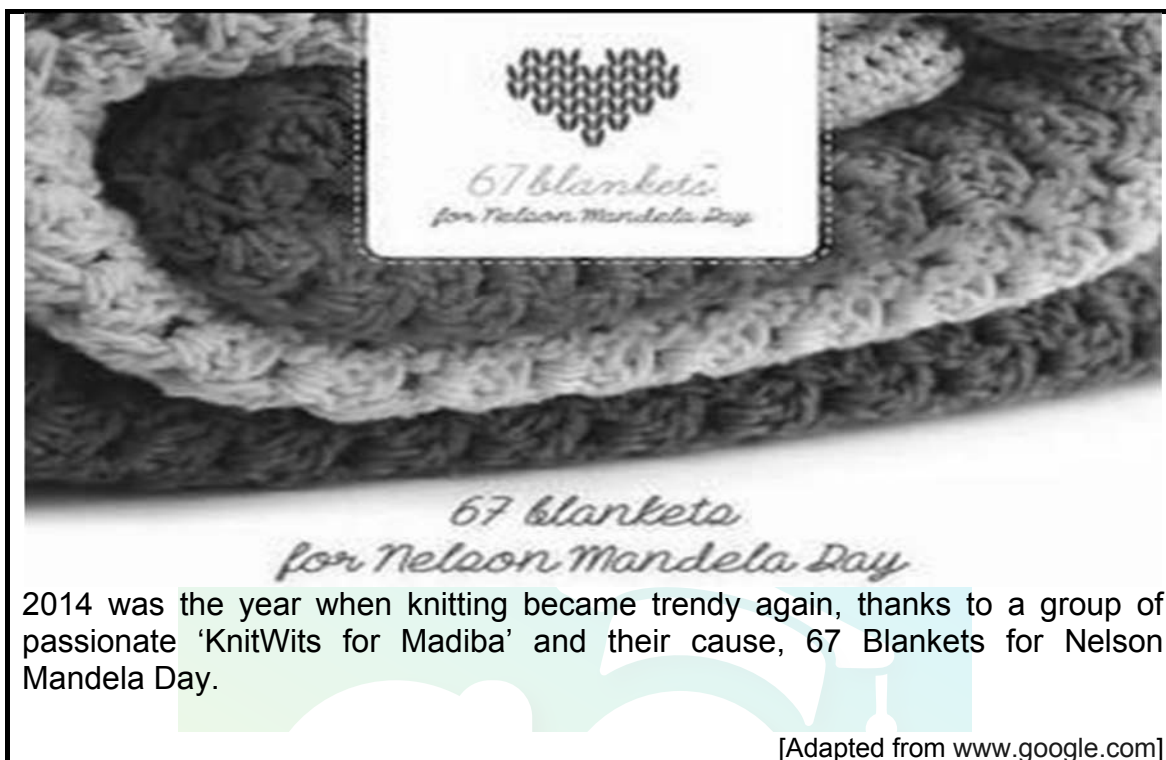 67 blankets
for Nelson Mandela Day
67 blankets
for Nelson Mandela Day
2014 was the year when knitting became trendy again, thanks to a group of
passionate ‘KnitWits for Madiba’ and their cause, 67 Blankets for Nelson
Mandela Day.
[Adapted from www.google.com]